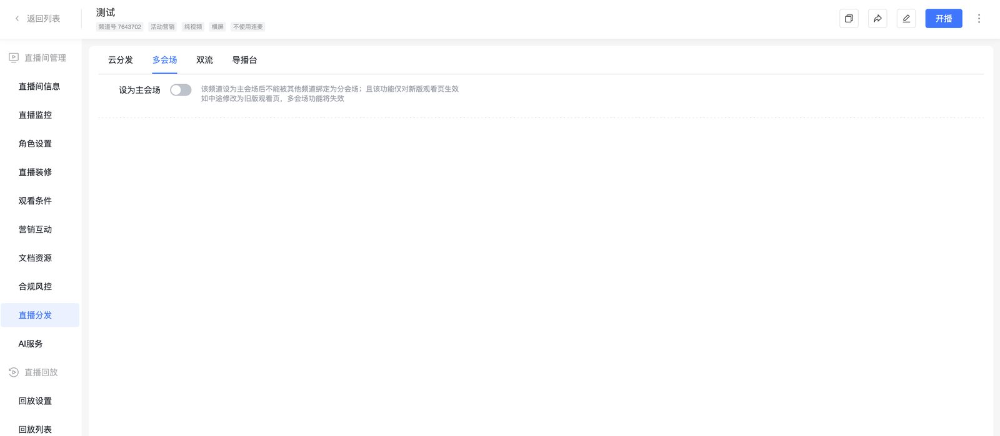 返回列表
测试
频道号 7643702
活动营销
纯视频
横屏
不使用连麦
开播
直播间管理
直播间信息
直播监控
角色设置
直播装修
观看条件
营销互动
文档资源
合规风控
直播分发
AI服务
直播回放
回放设置
回放列表
云分发
多会场
双流
导播台
设为主会场
该频道设为主会场后不能被其他频道绑定为分会场；且该功能仅对新版观看页生效
如中途修改为旧版观看页，多会场功能将失效